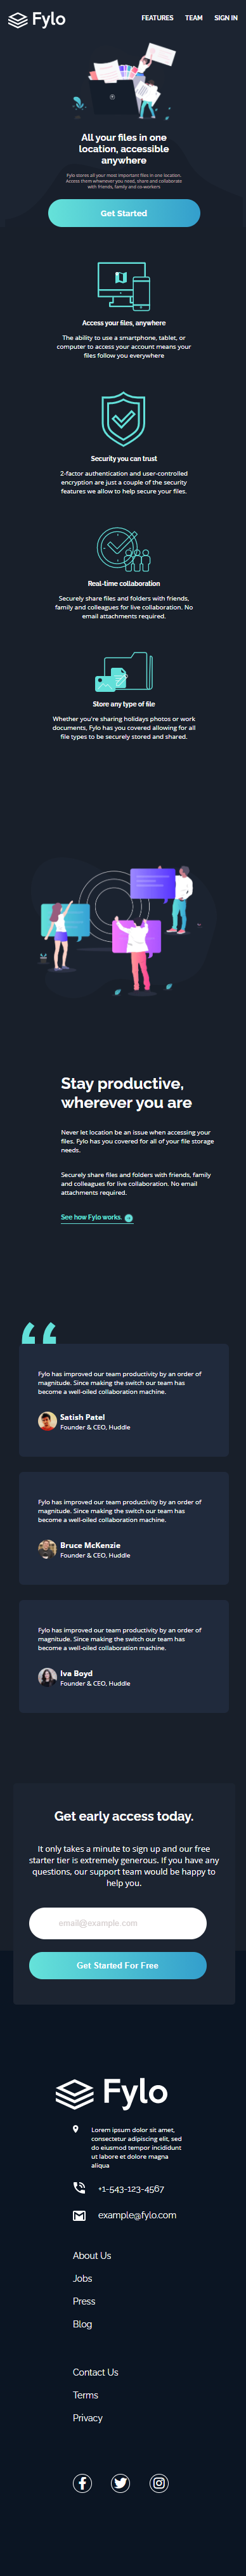 Fylo
FEATURES TEAM SIGN IN
All your files in one
location, accessible
anywhere
Fylo stores all your most important files in one location.
Access them wherever you need, share and collaborate
with friends, family and co-workers
Get Started
Access your files, anywhere
The ability to use a smartphone, tablet, or
computer to access your account means your
files follow you everywhere
Security you can trust
2-factor authentication and user-controlled
encryption are just a couple of the security
features we allow to help secure your files.
Real-time collaboration
Securely share files and folders with friends,
family and colleagues for live collaboration. No
email attachments required.
Store any type of file
Whether you're sharing holidays photos or work
documents, Fylo has you covered allowing for all
file types to be securely stored and shared.
Stay productive,
wherever you are
Never let location be an issue when accessing your
files. Fylo has you covered for all of your file storage
needs.
Securely share files and folders with friends, family
and colleagues for live collaboration. No email
attachments required.
See how Fylo works.
Fylo has improved our team productivity by an order of
magnitude. Since making the switch our team has
become a well-oiled collaboration machine.
Satish Patel
Founder & CEO, Huddle
Fylo has improved our team productivity by an order of
magnitude. Since making the switch our team has
become a well-oiled collaboration machine.
Bruce McKenzie
Founder & CEO, Huddle
Fylo has improved our team productivity by an order of
magnitude. Since making the switch our team has
become a well-oiled collaboration machine.
Iva Boyd
Founder & CEO, Huddle
Get early access today.
It only takes a minute to sign up and our free
starter tier is extremely generous. If you have any
questions, our support team would be happy to
help you.
email@example.com
Get Started For Free
Fylo
Lorem ipsum dolor sit amet,
consectetur adipiscing elit, sed
do eiusmod tempor incididunt
ut labore et dolore magna
aliqua
+1-543-123-4567
example@fylo.com
About Us
Jobs
Press
Blog
Contact Us
Terms
Privacy